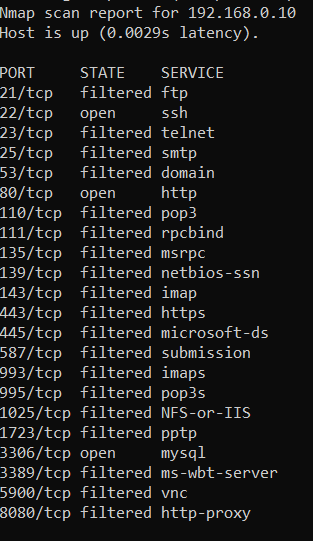 Nmap scan report for 192.168.0.10
Host is up (0.0029s latency).
PORT STATE SERVICE
21/tcp filtered ftp
22/tcp open ssh
23/tcp filtered telnet
25/tcp filtered smtp
53/tcp filtered domain
80/tcp open http
110/tcp filtered pop3
111/tcp filtered rpcbind
135/tcp filtered msrpc
139/tcp filtered netbios-ssn
143/tcp filtered imap
443/tcp filtered https
445/tcp filtered microsoft-ds
587/tcp filtered submission
993/tcp filtered imaps
995/tcp filtered pop3s
1025/tcp filtered NFS-or-IIS
1723/tcp filtered pptp
3306/tcp open mysql
3389/tcp filtered ms-wbt-server
5900/tcp filtered vnc
8080/tcp filtered http-proxy